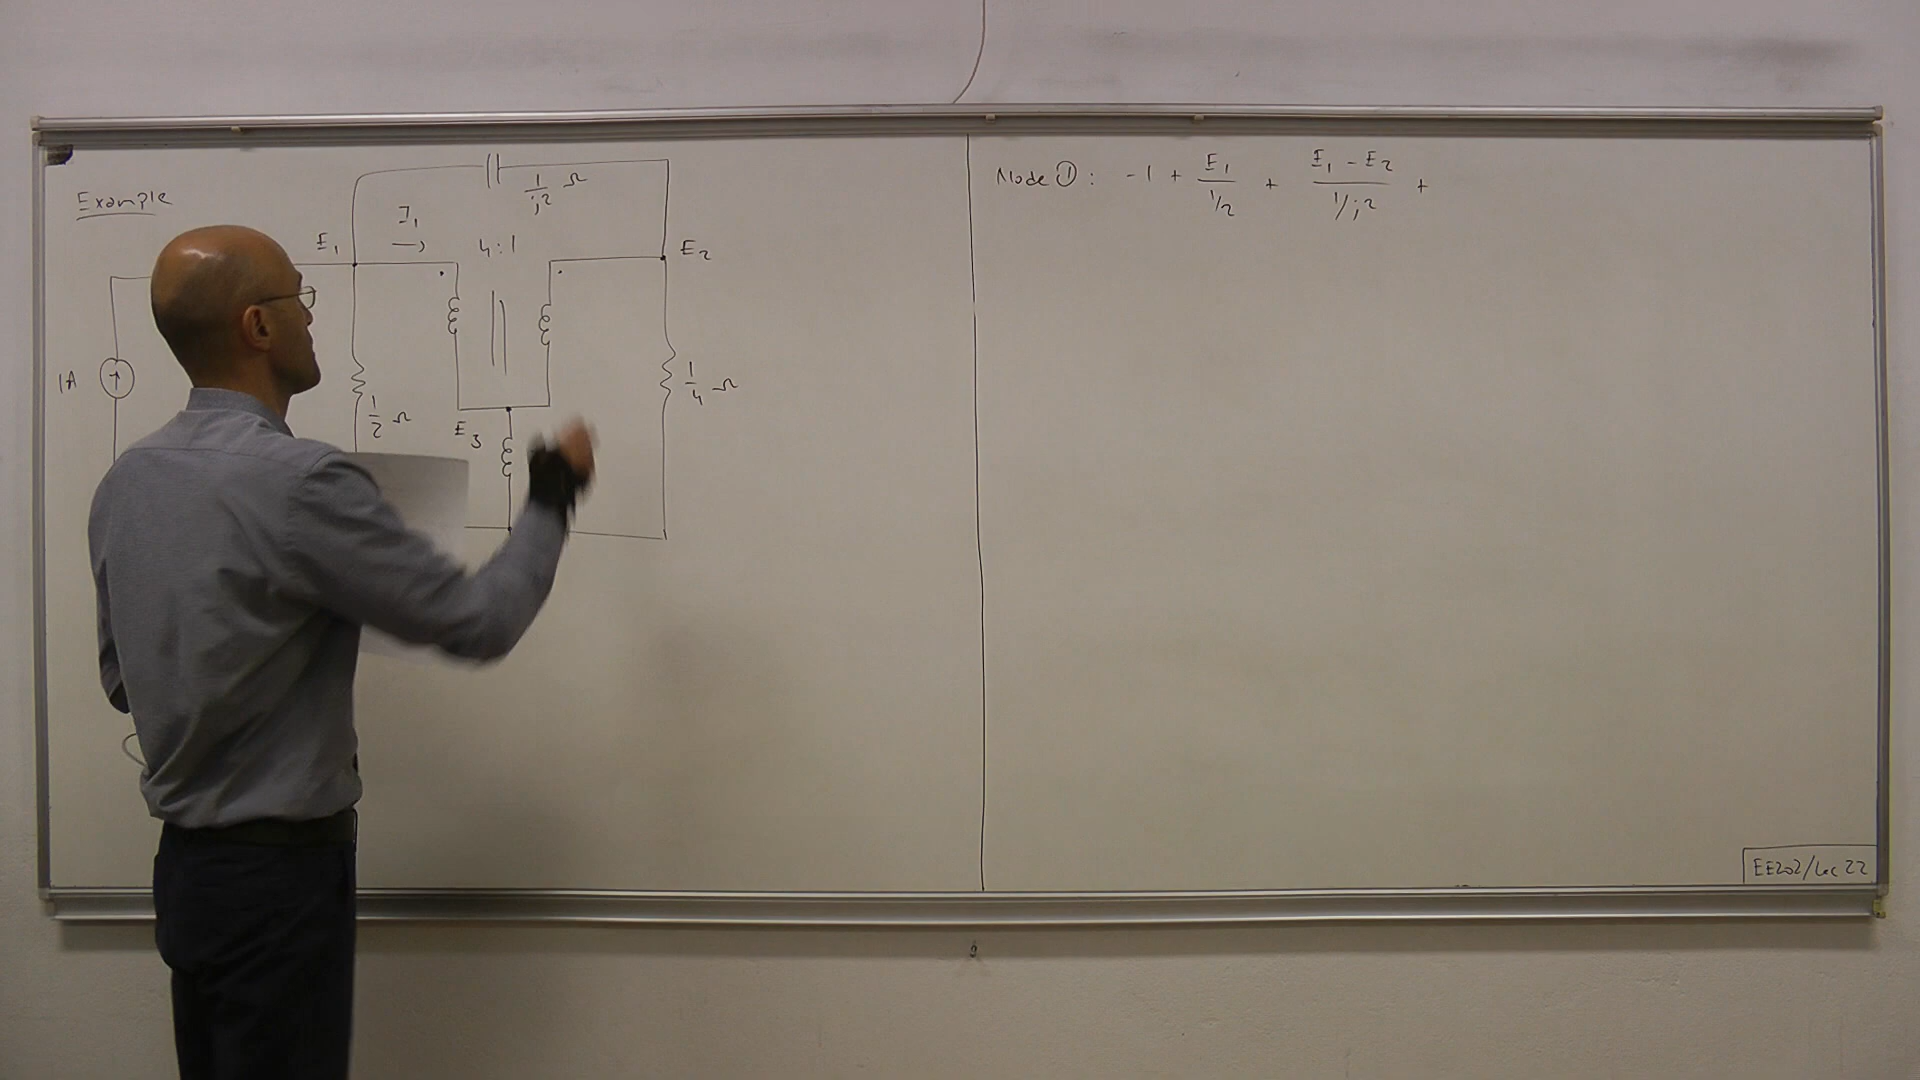 Example
1/j2 Ω
I1
E1
4:1
E2
1A
1/2 Ω
E3
1/4 Ω
Node ①: -1 + E1/(1/2) + (E1 - E2)/(1/j2) +
EE202/Lec 22